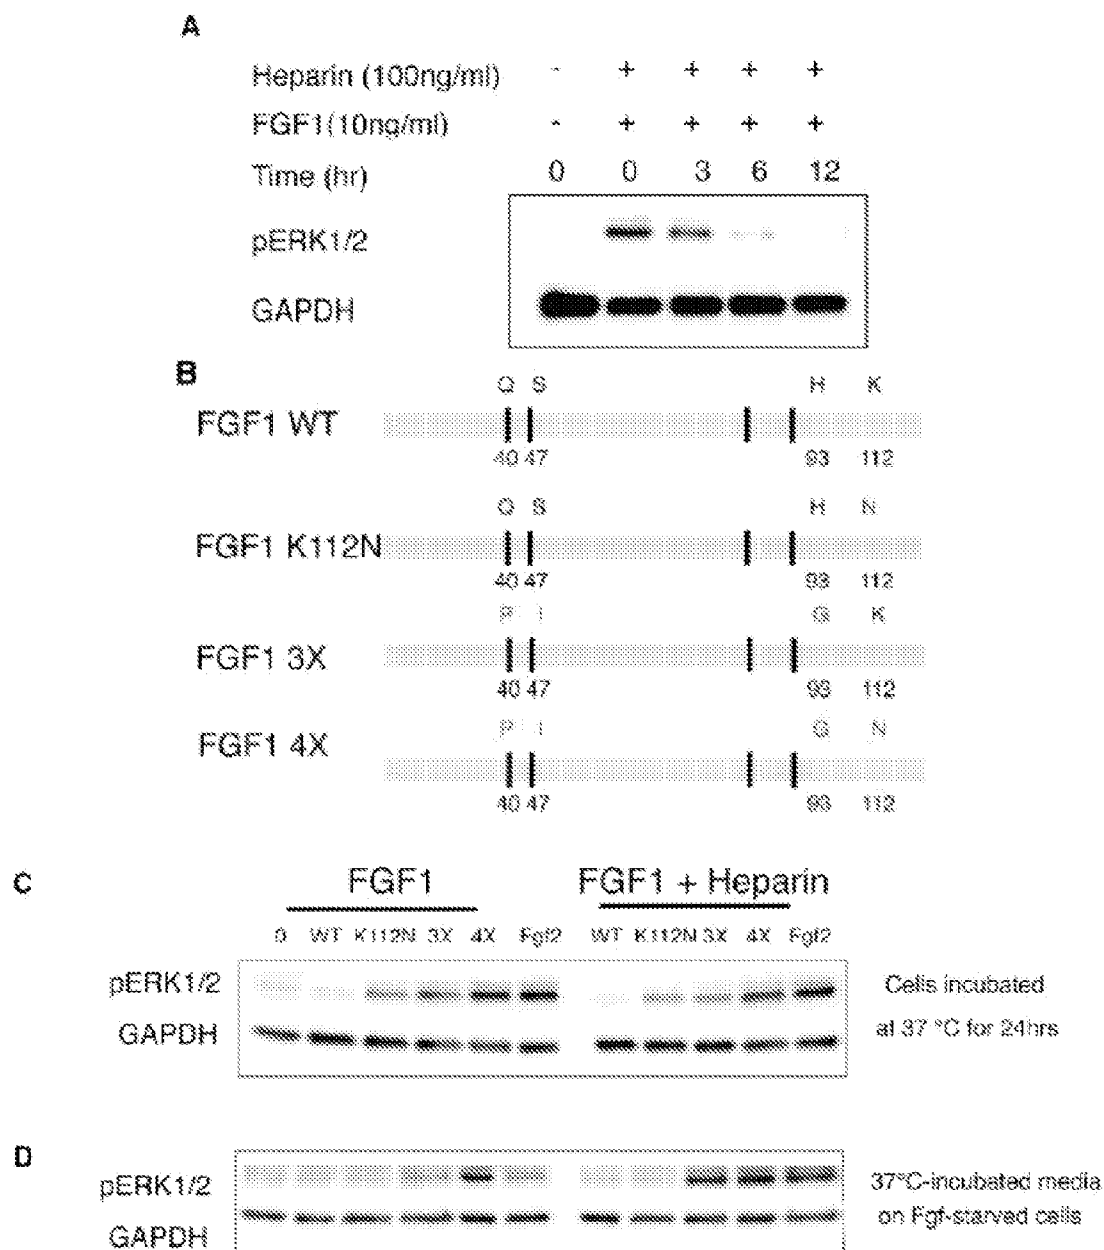 A
Heparin (100ng/ml) - + + + +
FGF1(10ng/ml) - + + + +
Time (hr) 0 0 3 6 12
pERK1/2
GAPDH
B
Q S H K
FGF1 WT
40 47 93 112
Q S H N
FGF1 K112N
40 47 93 112
P I G K
FGF1 3X
40 47 93 112
P I G N
FGF1 4X
40 47 93 112
C
FGF1 FGF1 + Heparin
0 WT K112N 3X 4X Fgf2 WT K112N 3X 4X Fgf2
pERK1/2
GAPDH
Cells incubated
at 37 °C for 24hrs
D
pERK1/2
GAPDH
37°C-incubated media
on Fgf-starved cells